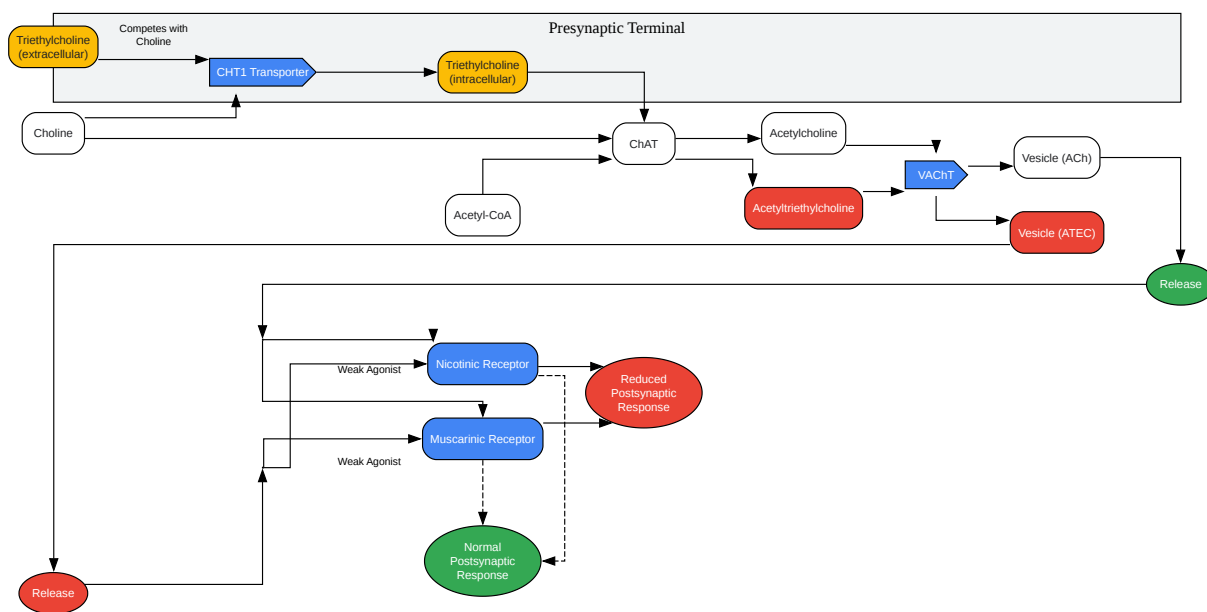 Presynaptic Terminal
Triethylcholine
(extracellular)
Competes with
Choline
CHT1 Transporter
Triethylcholine
(intracellular)
Choline
ChAT
Acetylcholine
Acetyl-CoA
Acetyltriethylcholine
VAChT
Vesicle (ACh)
Vesicle (ATEC)
Release
Nicotinic Receptor
Weak Agonist
Reduced
Postsynaptic
Response
Muscarinic Receptor
Weak Agonist
Normal
Postsynaptic
Response
Release